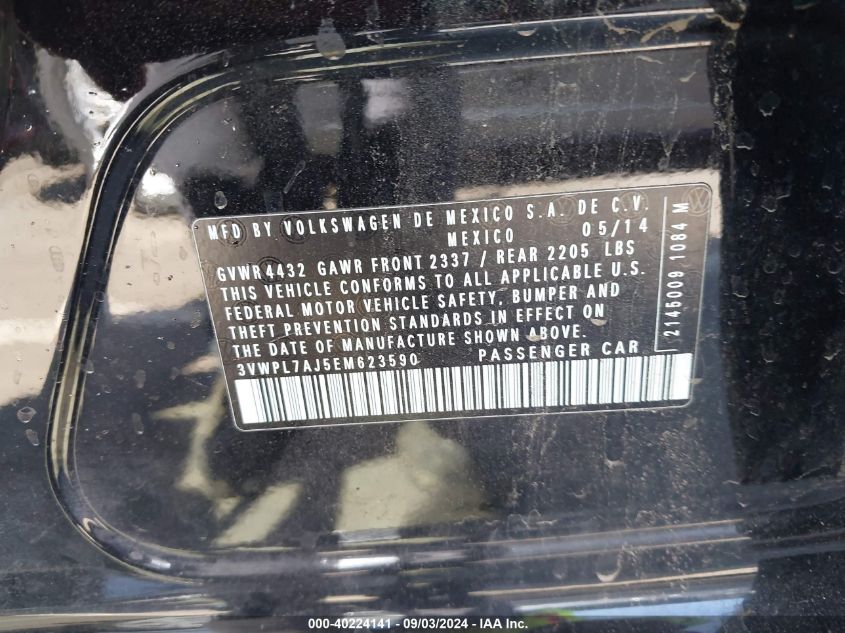 MFD BY VOLKSWAGEN DE MEXICO S.A. DE C.V.
MEXICO 05/14
GVWR4432 GAWR FRONT 2337 / REAR 2205 LBS
THIS VEHICLE CONFORMS TO ALL APPLICABLE U.S.
FEDERAL MOTOR VEHICLE SAFETY, BUMPER AND
THEFT PREVENTION STANDARDS IN EFFECT ON
THE DATE OF MANUFACTURE SHOWN ABOVE.
3VWPL7AJ5EM623590 PASSENGER CAR
2145009 1084 M
000-40224141 - 09/03/2024 - IAA Inc.